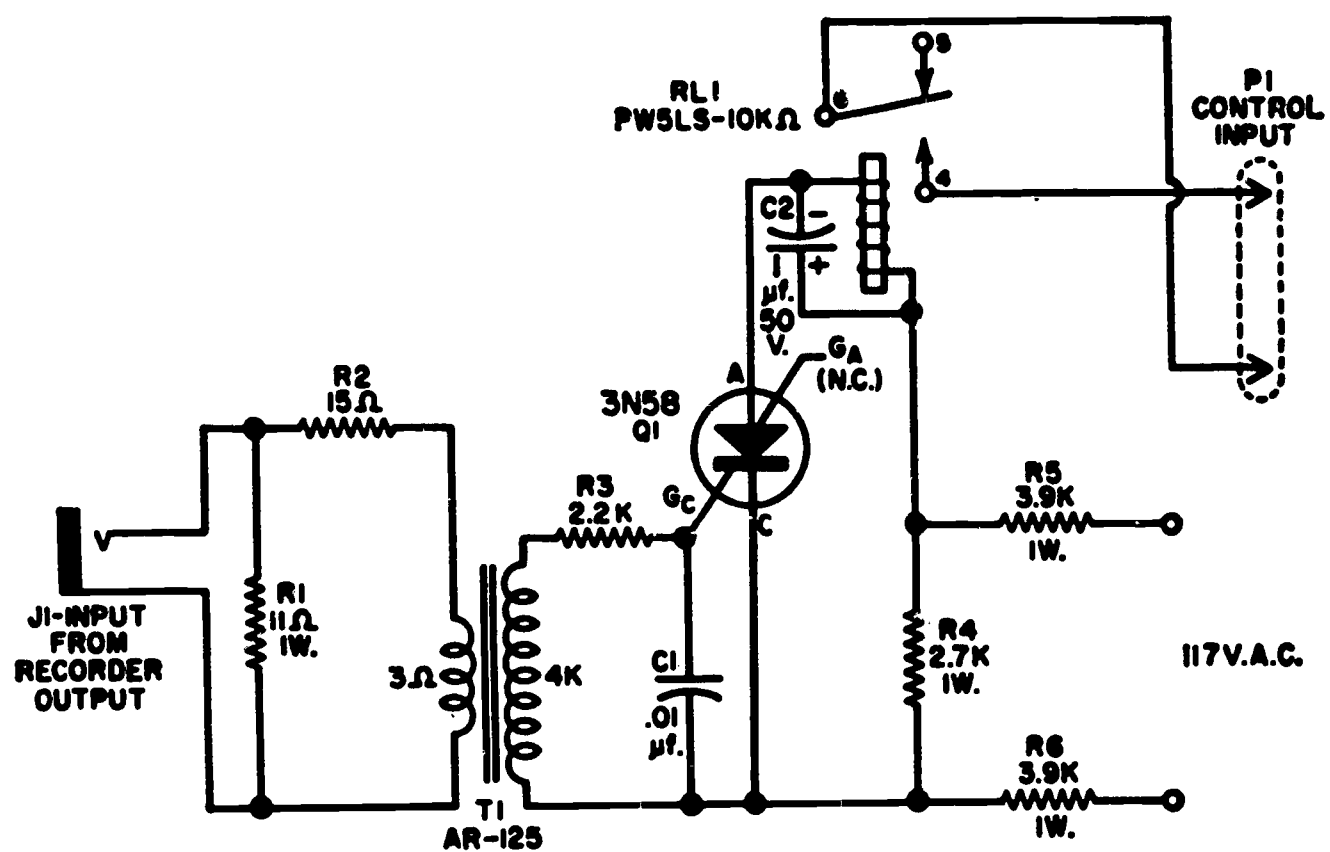 5
6
RL1
PW5LS-10KΩ
P1
CONTROL
INPUT
4
C2
-
+
1
µf.
50
V.
GA
(N.C.)
A
3N58
Q1
R2
15Ω
R3
2.2K
GC
C
R5
3.9K
1W.
J1-INPUT
FROM
RECORDER
OUTPUT
R1
11Ω
1W.
3Ω
4K
C1
.01
µf.
R4
2.7K
1W.
117V.A.C.
R6
3.9K
1W.
T1
AR-125